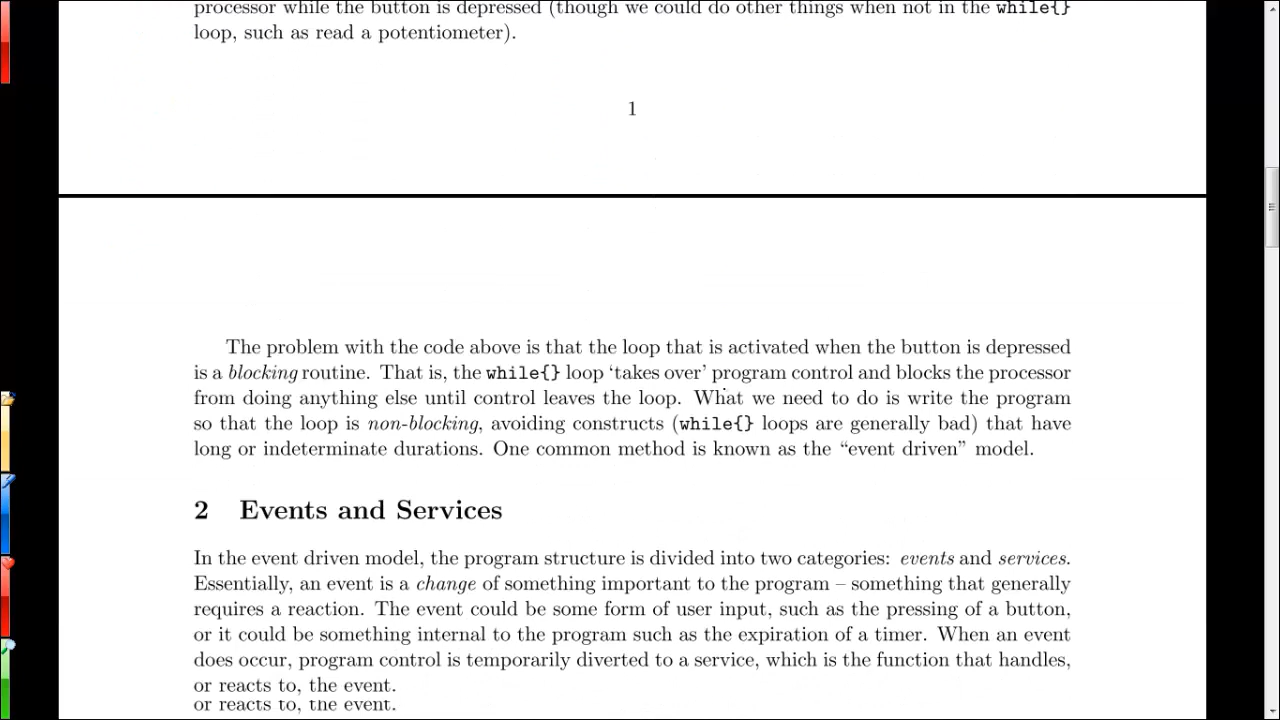 processor while the button is depressed (though we could do other things when not in the while{}
loop, such as read a potentiometer).
1
The problem with the code above is that the loop that is activated when the button is depressed
is a blocking routine. That is, the while{} loop ‘takes over’ program control and blocks the processor
from doing anything else until control leaves the loop. What we need to do is write the program
so that the loop is non-blocking, avoiding constructs (while{} loops are generally bad) that have
long or indeterminate durations. One common method is known as the “event driven” model.
2 Events and Services
In the event driven model, the program structure is divided into two categories: events and services.
Essentially, an event is a change of something important to the program – something that generally
requires a reaction. The event could be some form of user input, such as the pressing of a button,
or it could be something internal to the program such as the expiration of a timer. When an event
does occur, program control is temporarily diverted to a service, which is the function that handles,
or reacts to, the event.
or reacts to, the event.